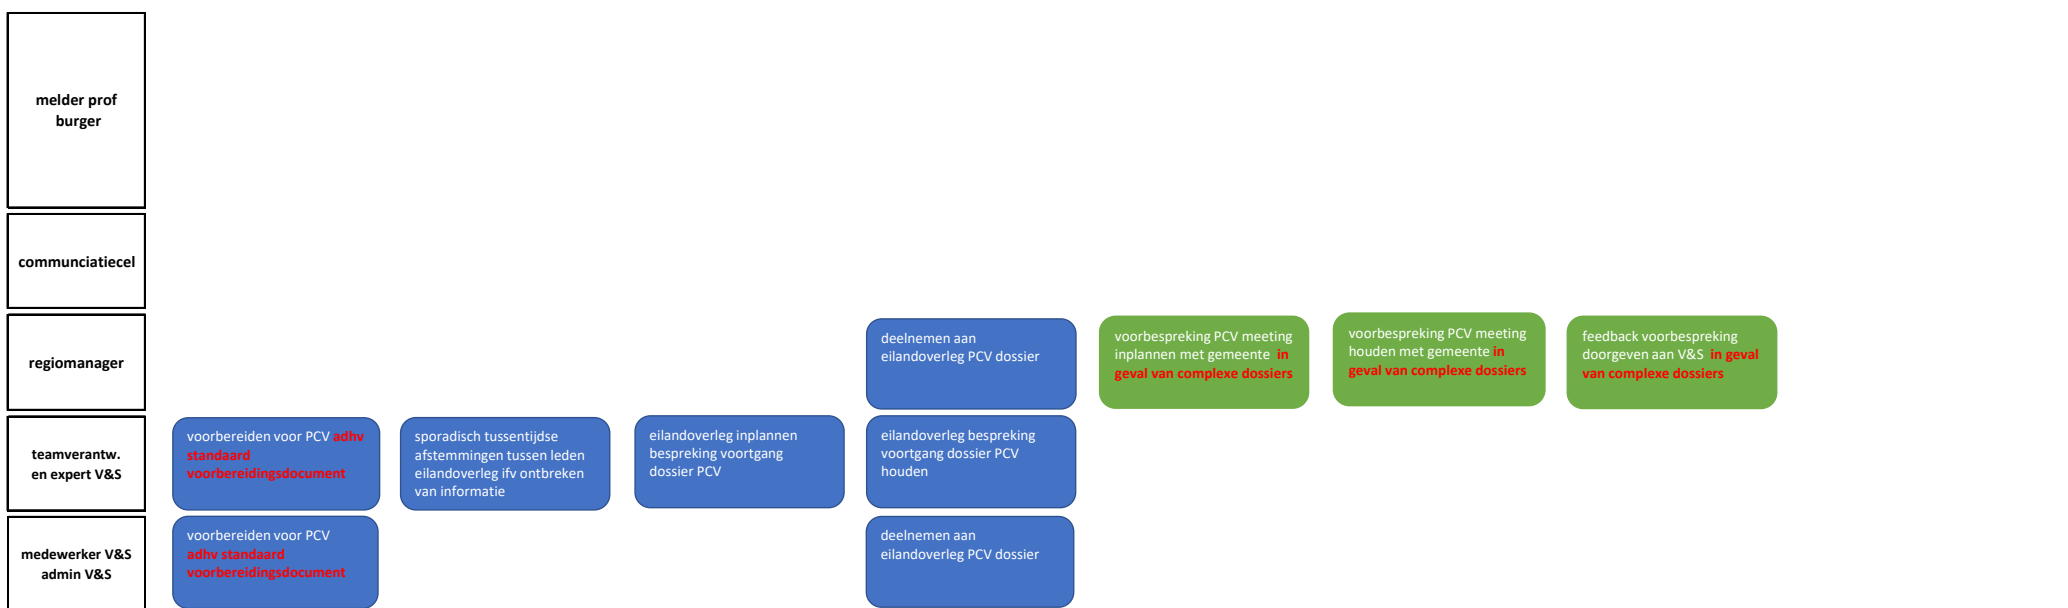 melder prof
burger
communciatiecel
regiomanager
deelnemen aan
eilandoverleg PCV dossier
voorbespreking PCV meeting
inplannen met gemeente in
geval van complexe dossiers
voorbespreking PCV meeting
houden met gemeente in
geval van complexe dossiers
feedback voorbespreking
doorgeven aan V&S in geval
van complexe dossiers
teamverantw.
en expert V&S
voorbereiden voor PCV adhv
standaard
voorbereidingsdocument
sporadisch tussentijdse
afstemmingen tussen leden
eilandoverleg ifv ontbreken
van informatie
eilandoverleg inplannen
bespreking voortgang
dossier PCV
eilandoverleg bespreking
voortgang dossier PCV
houden
medewerker V&S
admin V&S
voorbereiden voor PCV
adhv standaard
voorbereidingsdocument
deelnemen aan
eilandoverleg PCV dossier